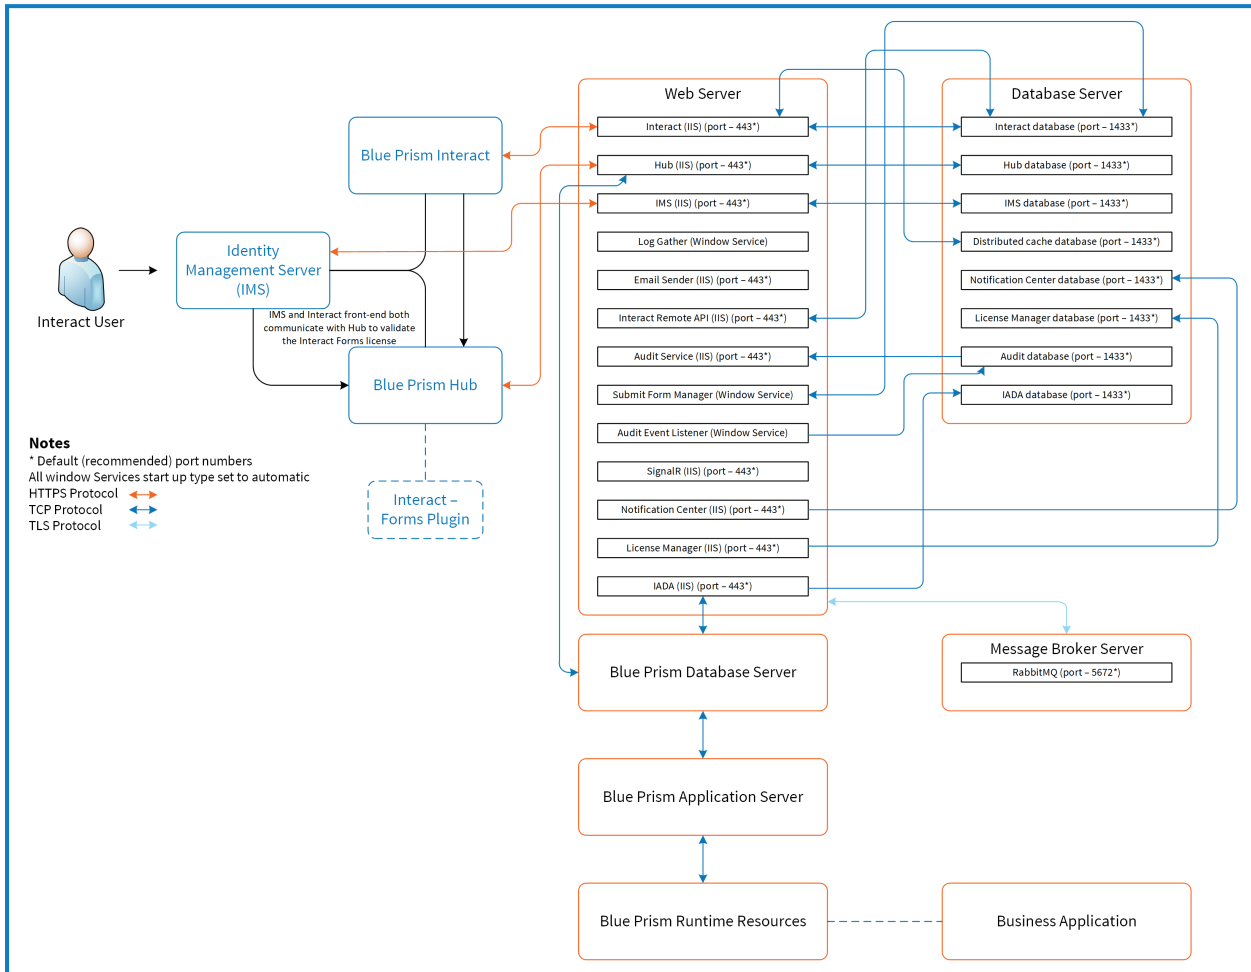 Web Server
Database Server
Interact (IIS) (port – 443*)
Interact database (port – 1433*)
Blue Prism Interact
Hub (IIS) (port – 443*)
Hub database (port – 1433*)
IMS (IIS) (port – 443*)
IMS database (port – 1433*)
Identity
Management Server
(IMS)
Log Gather (Window Service)
Distributed cache database (port – 1433*)
Email Sender (IIS) (port – 443*)
Notification Center database (port – 1433*)
Interact User
IMS and Interact front-end both
communicate with Hub to validate
the Interact Forms license
Interact Remote API (IIS) (port – 443*)
License Manager database (port – 1433*)
Audit Service (IIS) (port – 443*)
Audit database (port – 1433*)
Blue Prism Hub
Submit Form Manager (Window Service)
IADA database (port – 1433*)
Audit Event Listener (Window Service)
Notes
* Default (recommended) port numbers
All window Services start up type set to automatic
HTTPS Protocol
TCP Protocol
TLS Protocol
SignalR (IIS) (port – 443*)
Interact –
Forms Plugin
Notification Center (IIS) (port – 443*)
License Manager (IIS) (port – 443*)
IADA (IIS) (port – 443*)
Blue Prism Database Server
Message Broker Server
RabbitMQ (port – 5672*)
Blue Prism Application Server
Blue Prism Runtime Resources
Business Application